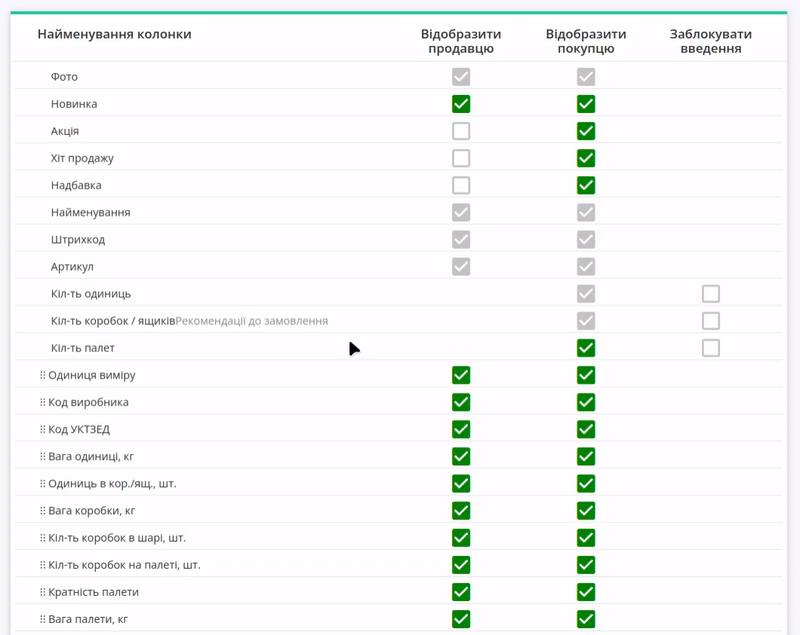 Найменування колонки Відобразити продавцю Відобразити покупцю Заблокувати введення
Фото
Новинка
Акція
Хіт продажу
Надбавка
Найменування
Штрихкод
Артикул
Кіл-ть одиниць
Кіл-ть коробок / ящиківРекомендації до замовлення
Кіл-ть палет
Одиниця виміру
Код виробника
Код УКТЗЕД
Вага одиниці, кг
Одиниць в кор./ящ., шт.
Вага коробки, кг
Кіл-ть коробок в шарі, шт.
Кіл-ть коробок на палеті, шт.
Кратність палети
Вага палети, кг